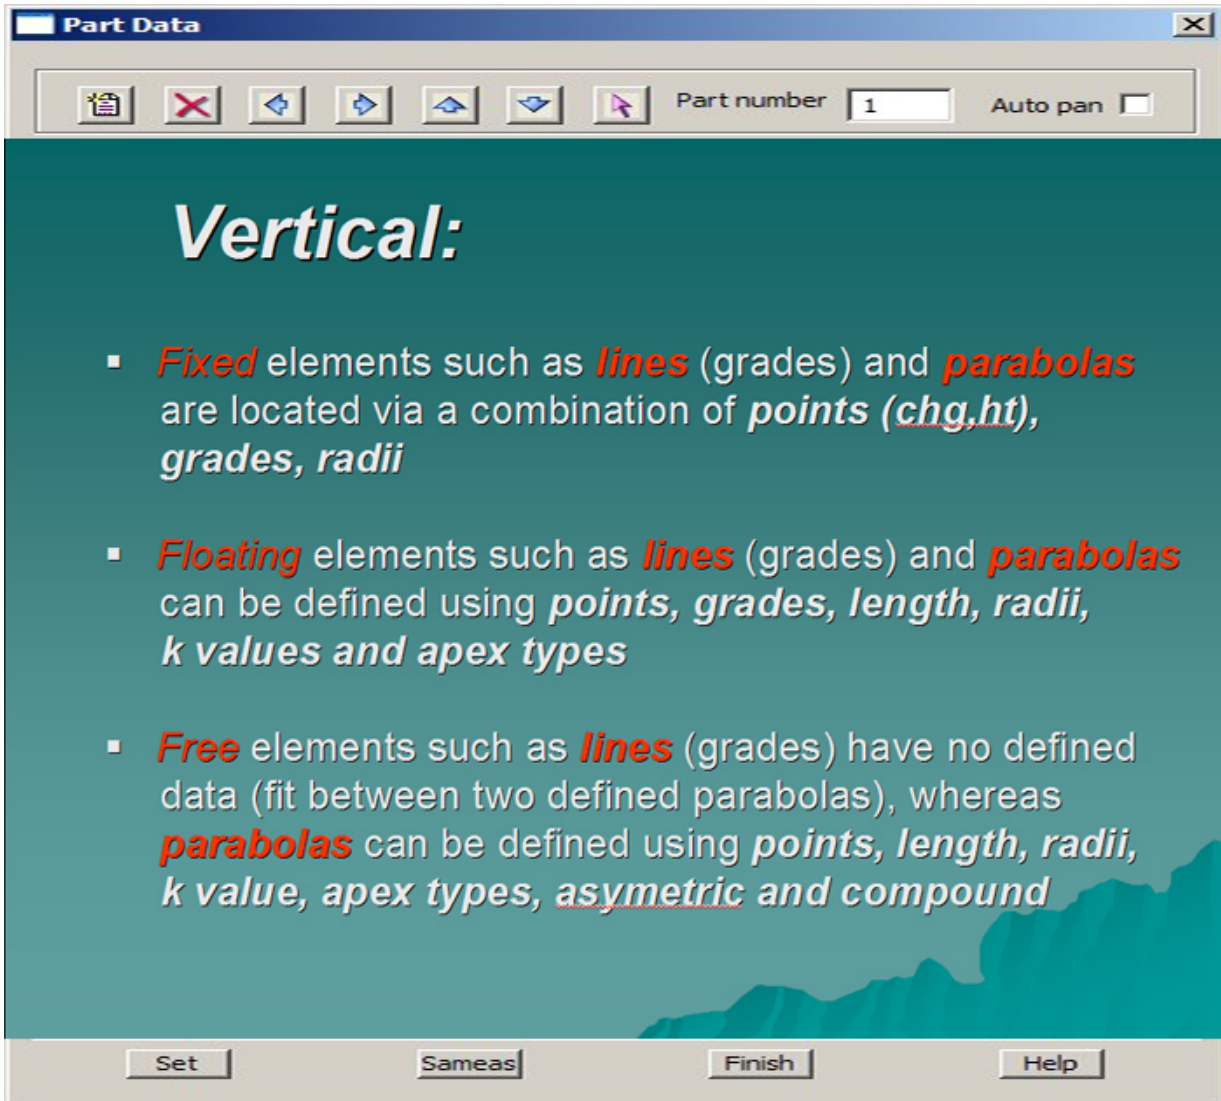 Part Data
Part number 1 Auto pan
Vertical:
▪ Fixed elements such as lines (grades) and parabolas
are located via a combination of points (chg,ht),
grades, radii
▪ Floating elements such as lines (grades) and parabolas
can be defined using points, grades, length, radii,
k values and apex types
▪ Free elements such as lines (grades) have no defined
data (fit between two defined parabolas), whereas
parabolas can be defined using points, length, radii,
k value, apex types, asymetric and compound
Set Sameas Finish Help